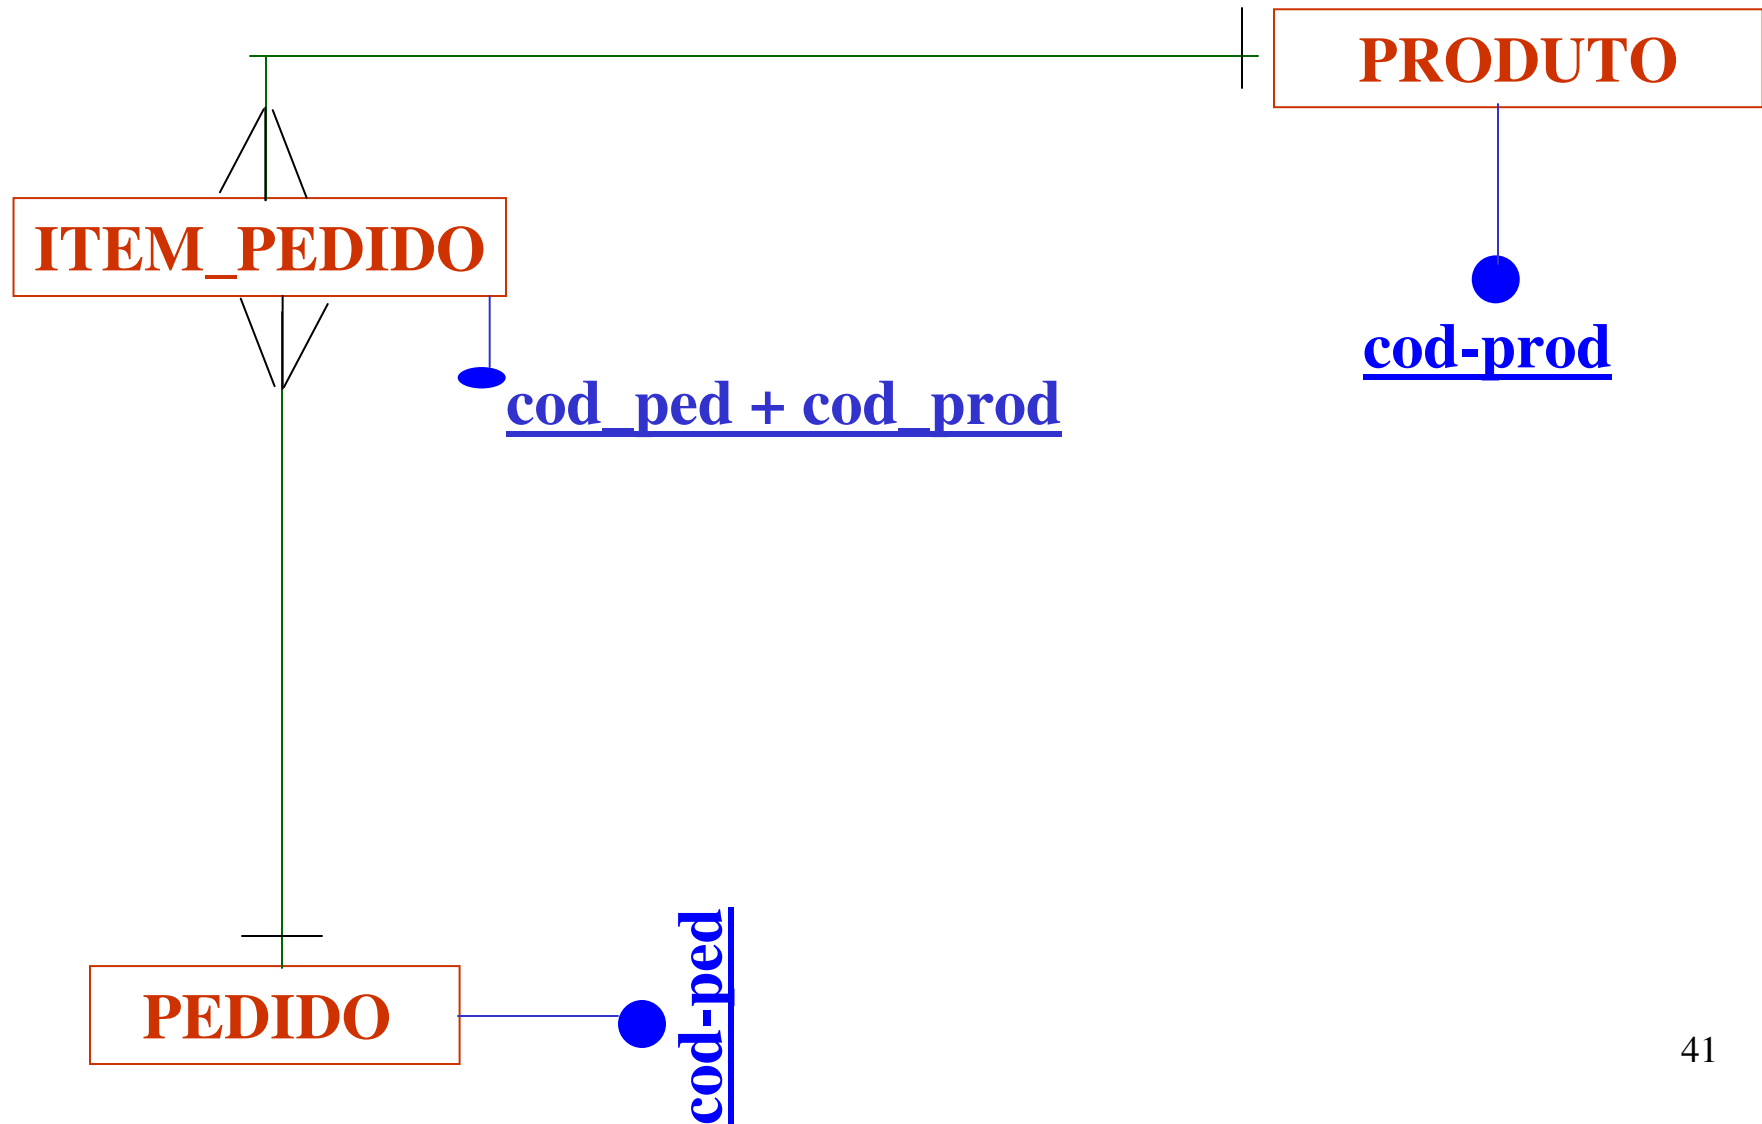 PRODUTO
ITEM_PEDIDO
cod-prod
cod_ped + cod_prod
PEDIDO
cod-ped
41